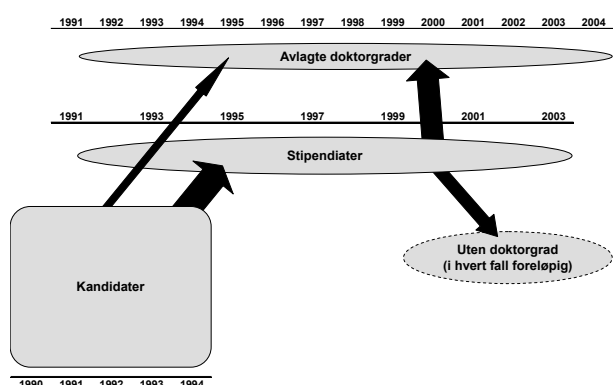 1991 1992 1993 1994 1995 1996 1997 1998 1999 2000 2001 2002 2003 2004
Avlagte doktorgrader
1991 1993 1995 1997 1999 2001 2003
Stipendiater
Uten doktorgrad
(i hvert fall foreløpig)
Kandidater
1990 1991 1992 1993 1994